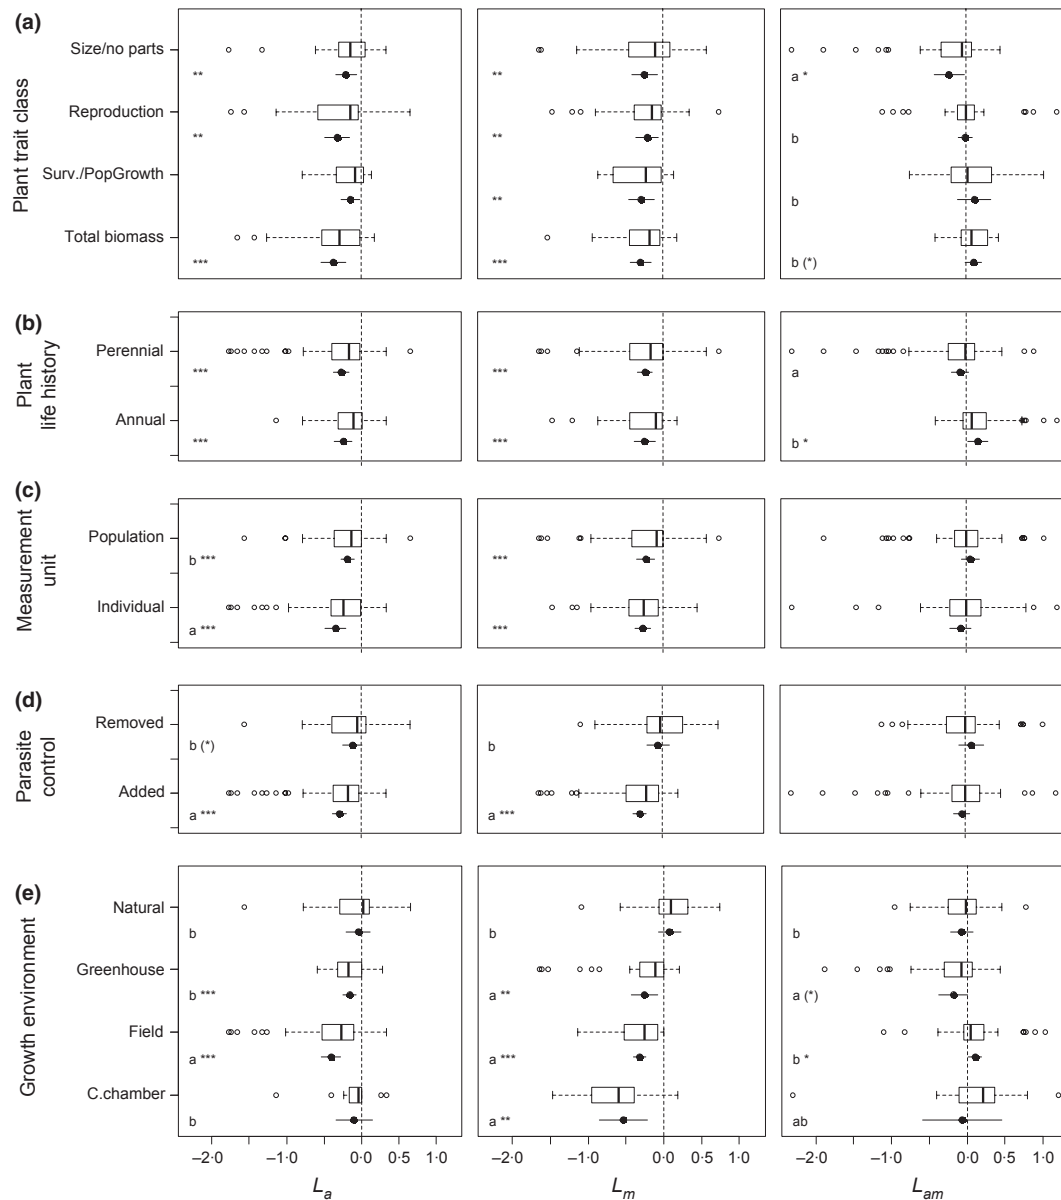 (a)
Plant trait class
Size/no parts
** ** a *
Reproduction
** ** b
Surv./PopGrowth
** b
Total biomass
*** *** b (*)
(b)
Plant
life history
Perennial
*** *** a
Annual
*** *** b *
(c)
Measurement
unit
Population
b *** ***
Individual
a *** ***
(d)
Parasite
control
Removed
b (*) b
Added
a *** a ***
(e)
Growth environment
Natural
b b b
Greenhouse
b *** a ** a (*)
Field
a *** a *** b *
C.chamber
b a ** ab
–2·0 –1·0 0·0 0·5 1·0 –2·0 –1·0 0·0 0·5 1·0 –2·0 –1·0 0·0 0·5 1·0
La Lm Lam